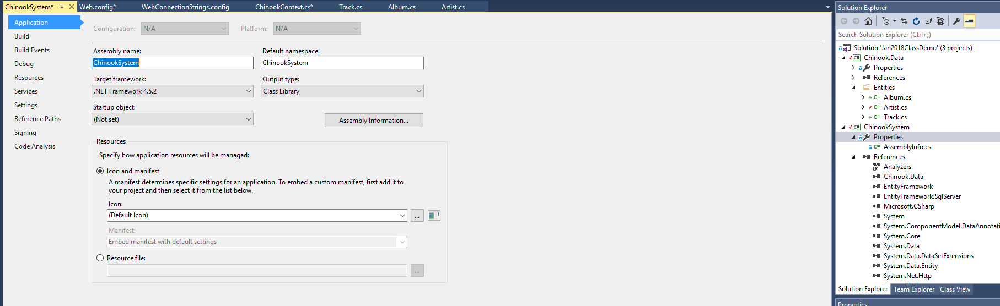 ChinookSystem* Web.config* WebConnectionStrings.config ChinookContext.cs* Track.cs Album.cs Artist.cs
Application
Build
Build Events
Debug
Resources
Services
Settings
Reference Paths
Signing
Code Analysis
Configuration: N/A Platform: N/A
Assembly name: Default namespace:
ChinookSystem ChinookSystem
Target framework: Output type:
.NET Framework 4.5.2 Class Library
Startup object:
(Not set) Assembly Information...
Resources
Specify how application resources will be managed:
Icon and manifest
A manifest determines specific settings for an application. To embed a custom manifest, first add it to
your project and then select it from the list below.
Icon:
(Default Icon) ...
Manifest:
Embed manifest with default settings
Resource file:
...
Solution Explorer
Search Solution Explorer (Ctrl+;)
Solution 'Jan2018ClassDemo' (3 projects)
C# Chinook.Data
Properties
References
Entities
C# Album.cs
C# Artist.cs
C# Track.cs
C# ChinookSystem
Properties
C# AssemblyInfo.cs
References
Analyzers
Chinook.Data
EntityFramework
EntityFramework.SqlServer
Microsoft.CSharp
System
System.ComponentModel.DataAnnotati
System.Core
System.Data
System.Data.DataSetExtensions
System.Data.Entity
System.Net.Http
Solution Explorer Team Explorer Class View
Properties